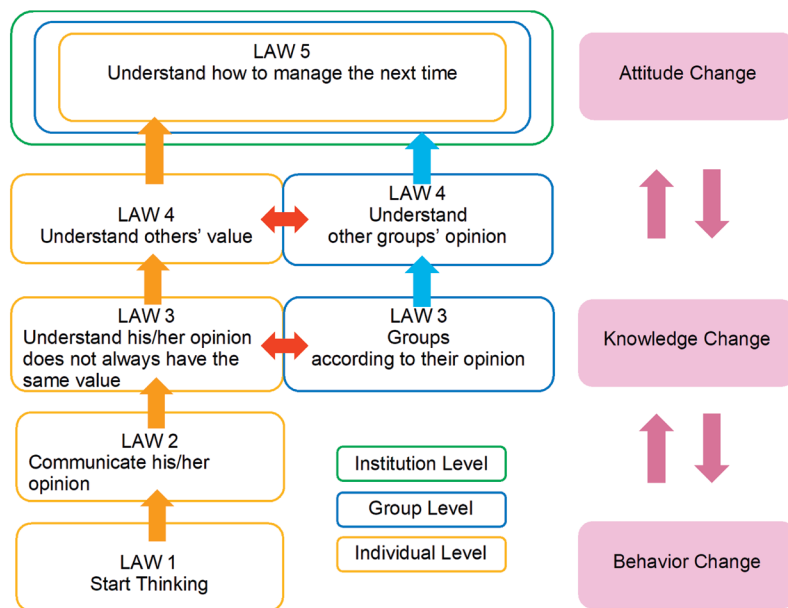 LAW 5
Understand how to manage the next time
Attitude Change
LAW 4
Understand others’ value
LAW 4
Understand
other groups’ opinion
LAW 3
Understand his/her opinion
does not always have the
same value
LAW 3
Groups
according to their opinion
Knowledge Change
LAW 2
Communicate his/her
opinion
Institution Level
Group Level
Individual Level
LAW 1
Start Thinking
Behavior Change